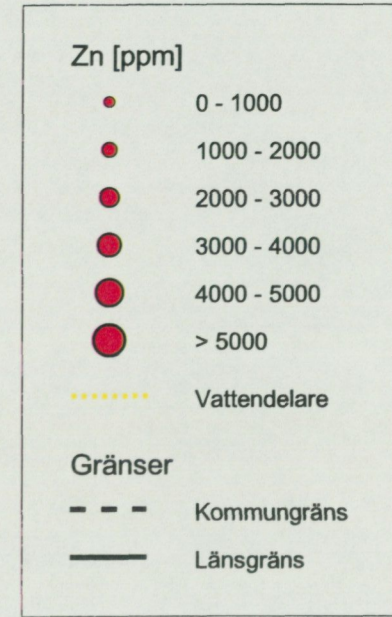 Zn [ppm]
0 - 1000
1000 - 2000
2000 - 3000
3000 - 4000
4000 - 5000
> 5000
Vattendelare
Gränser
Kommungräns
Länsgräns